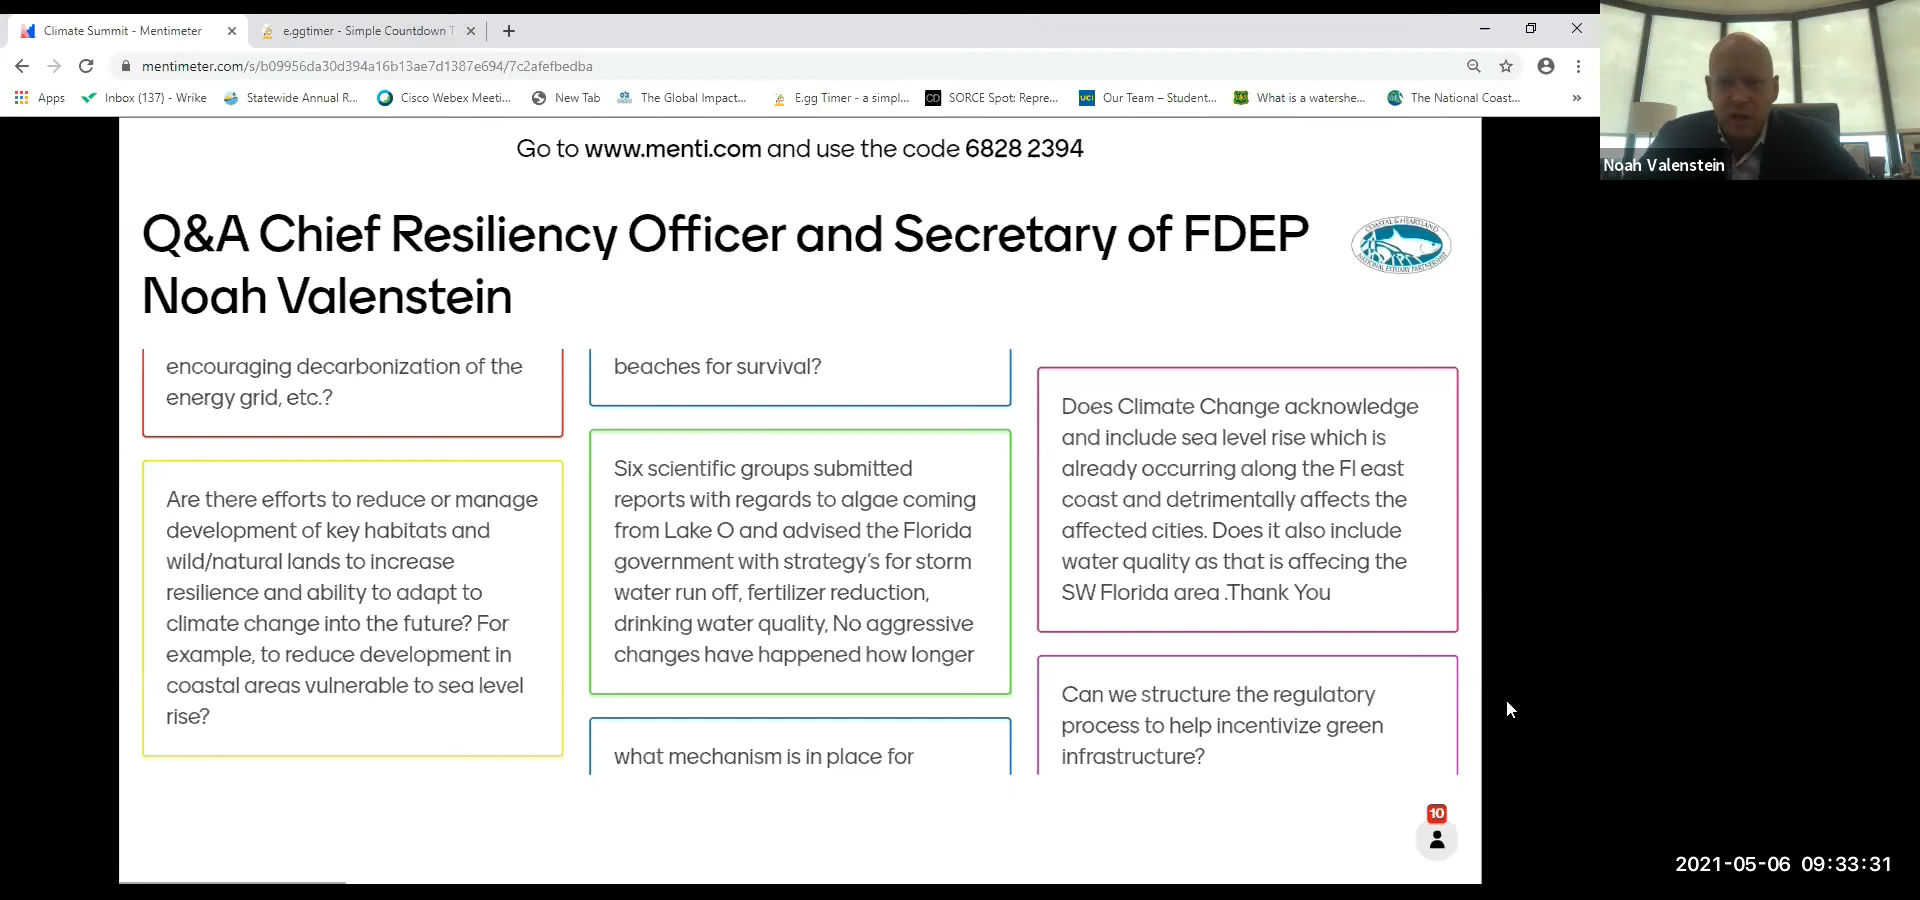 Climate Summit - Mentimeter
e.ggtimer - Simple Countdown T
mentimeter.com/s/b09956da30d394a16b13ae7d1387e694/7c2afefbedba
Apps
Inbox (137) - Wrike
Statewide Annual R...
Cisco Webex Meeti...
New Tab
The Global Impact...
E.gg Timer - a simpl...
CD
SORCE Spot: Repre...
UCI
Our Team – Student...
What is a watershe...
The National Coast...
Noah Valenstein
Go to www.menti.com and use the code 6828 2394
Q&A Chief Resiliency Officer and Secretary of FDEP
Noah Valenstein
COASTAL & HEARTLAND
NATIONAL ESTUARY PARTNERSHIP
encouraging decarbonization of the
energy grid, etc.?
Are there efforts to reduce or manage
development of key habitats and
wild/natural lands to increase
resilience and ability to adapt to
climate change into the future? For
example, to reduce development in
coastal areas vulnerable to sea level
rise?
beaches for survival?
Six scientific groups submitted
reports with regards to algae coming
from Lake O and advised the Florida
government with strategy's for storm
water run off, fertilizer reduction,
drinking water quality, No aggressive
changes have happened how longer
what mechanism is in place for
Does Climate Change acknowledge
and include sea level rise which is
already occurring along the Fl east
coast and detrimentally affects the
affected cities. Does it also include
water quality as that is affecing the
SW Florida area .Thank You
Can we structure the regulatory
process to help incentivize green
infrastructure?
10
2021-05-06 09:33:31